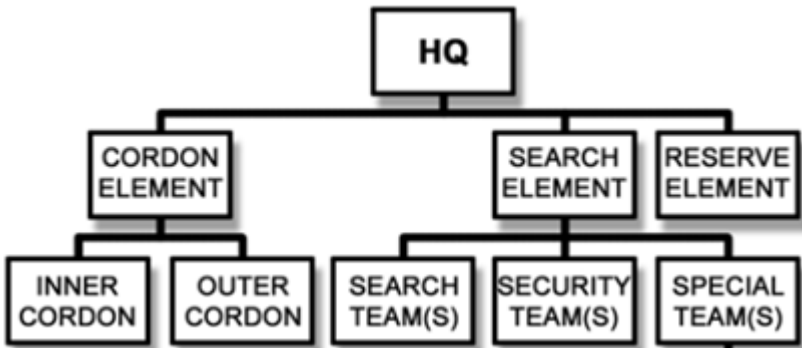 HQ
CORDON
ELEMENT
SEARCH
ELEMENT
RESERVE
ELEMENT
INNER
CORDON
OUTER
CORDON
SEARCH
TEAM(S)
SECURITY
TEAM(S)
SPECIAL
TEAM(S)